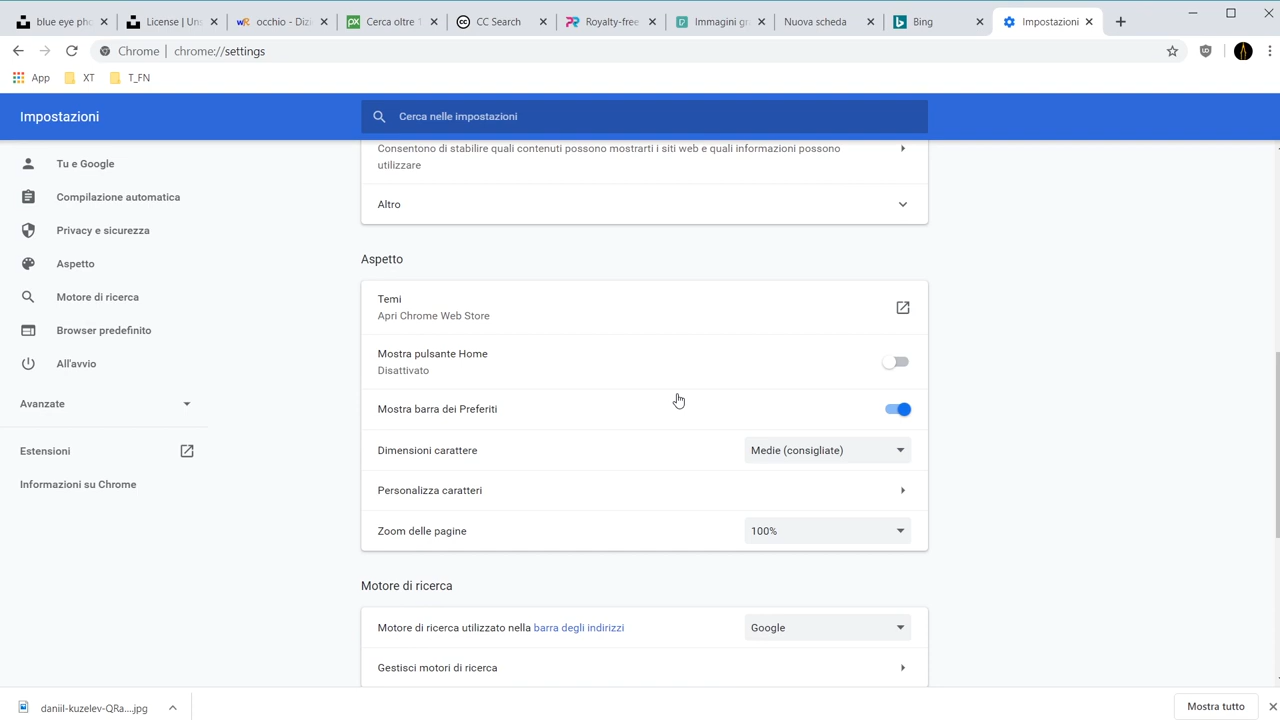 blue eye pho
License | Uns
occhio - Dizi
Cerca oltre 1
CC Search
Royalty-free
Immagini gr
Nuova scheda
Bing
Impostazioni
Chrome | chrome://settings
App
XT
T_FN
Impostazioni
Cerca nelle impostazioni
Tu e Google
Compilazione automatica
Privacy e sicurezza
Aspetto
Motore di ricerca
Browser predefinito
All'avvio
Avanzate
Estensioni
Informazioni su Chrome
Consentono di stabilire quali contenuti possono mostrarti i siti web e quali informazioni possono
utilizzare
Altro
Aspetto
Temi
Apri Chrome Web Store
Mostra pulsante Home
Disattivato
Mostra barra dei Preferiti
Dimensioni carattere
Medie (consigliate)
Personalizza caratteri
Zoom delle pagine
100%
Motore di ricerca
Motore di ricerca utilizzato nella barra degli indirizzi
Google
Gestisci motori di ricerca
daniil-kuzelev-QRa....jpg
Mostra tutto